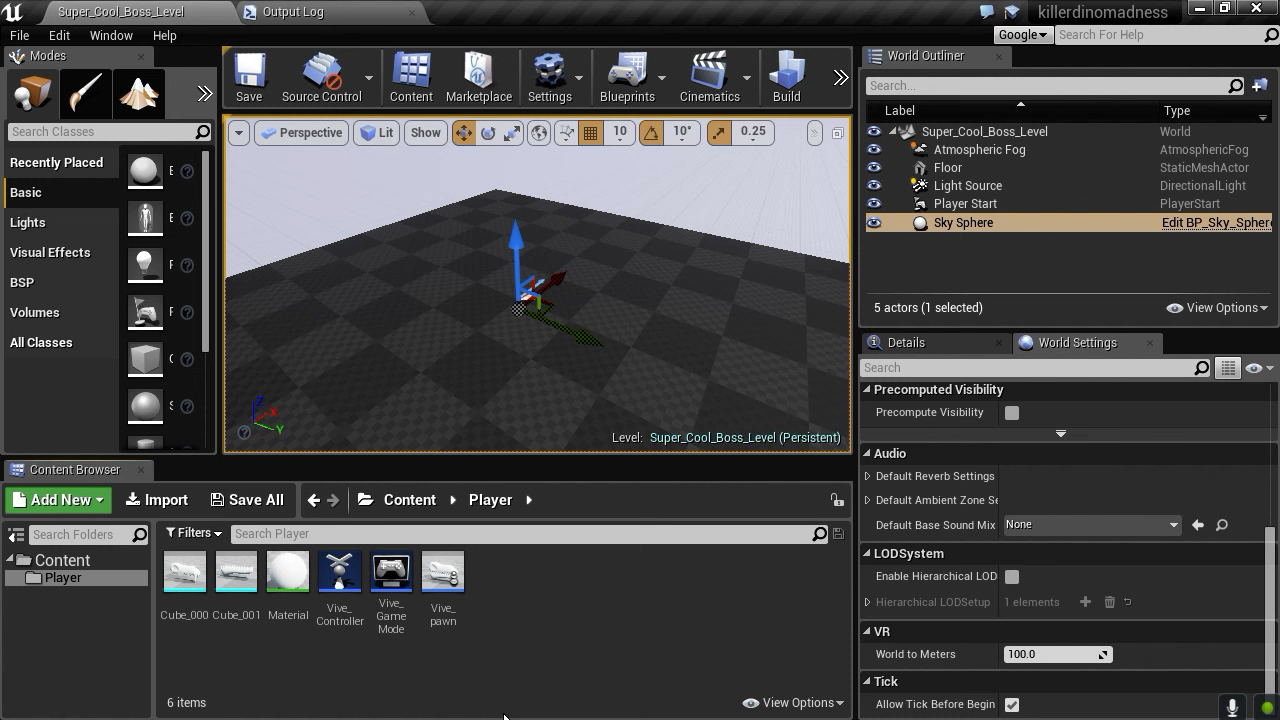 Super_Cool_Boss_Level
Output Log
killerdinomadness
File Edit Window Help
Google
Search For Help
Modes
Search Classes
Recently Placed
Basic
Lights
Visual Effects
BSP
Volumes
All Classes
Save
Source Control
Content
Marketplace
Settings
Blueprints
Cinematics
Build
Perspective
Lit
Show
10
10°
0.25
Z
X
Y
Level: Super_Cool_Boss_Level (Persistent)
World Outliner
Search...
Label Type
Super_Cool_Boss_Level World
Atmospheric Fog AtmosphericFog
Floor StaticMeshActor
Light Source DirectionalLight
Player Start PlayerStart
Sky Sphere Edit BP_Sky_Sphere
5 actors (1 selected)
View Options
Details
World Settings
Search
Precomputed Visibility
Precompute Visibility
Audio
Default Reverb Settings
Default Ambient Zone Se
Default Base Sound Mix None
LODSystem
Enable Hierarchical LOD
Hierarchical LODSetup 1 elements
VR
World to Meters 100.0
Tick
Allow Tick Before Begin
Content Browser
Add New
Import
Save All
Content
Player
Search Folders
Content
Player
Filters
Search Player
Cube_000
Cube_001
Material
Vive_
Controller
Vive_
Game
Mode
Vive_
pawn
6 items
View Options